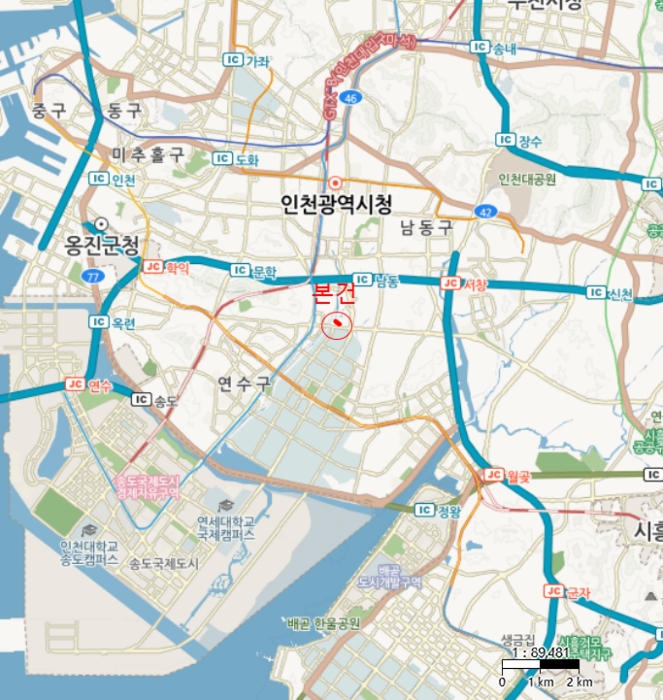 부천시청
IC 송내
IC 가좌
GTX-B(인천대입구-마석)
46
중구
동구
IC 장수
미추홀구
IC 도화
IC
IC 인천
인천대공원
인천광역시청
42
남동구
옹진군청
JC 학익
IC 문학
77
IC 남동
JC 서창
IC 신천
본건
IC 옥련
연수구
JC 연수
IC 송도
JC 월곶
IC
송도국제도시
경제자유구역
연세대학교
국제캠퍼스
IC 정왕
인천대학교
송도캠퍼스
송도국제도시
배곧
도시개발구역
JC 군자
배곧 한울공원
생금집
시흥거모
주택지구
1 : 89,481
0 1 km 2 km